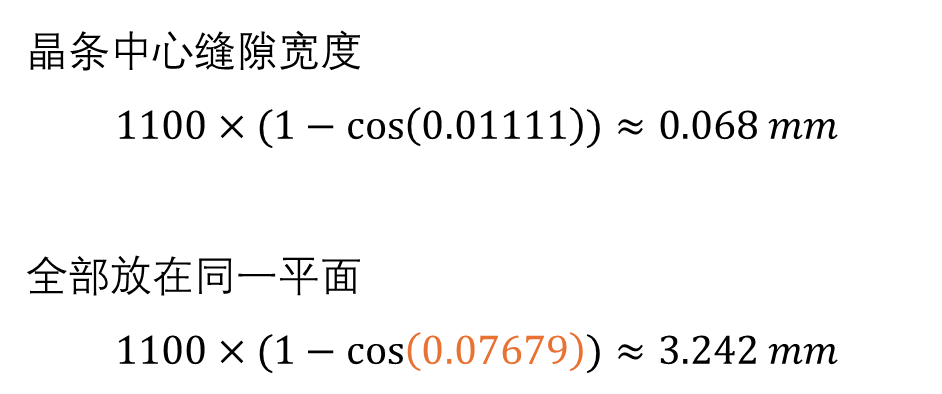 晶条中心缝隙宽度
1100 × (1 − cos(0.01111)) ≈ 0.068 mm
全部放在同一平面
1100 × (1 − cos(0.07679)) ≈ 3.242 mm